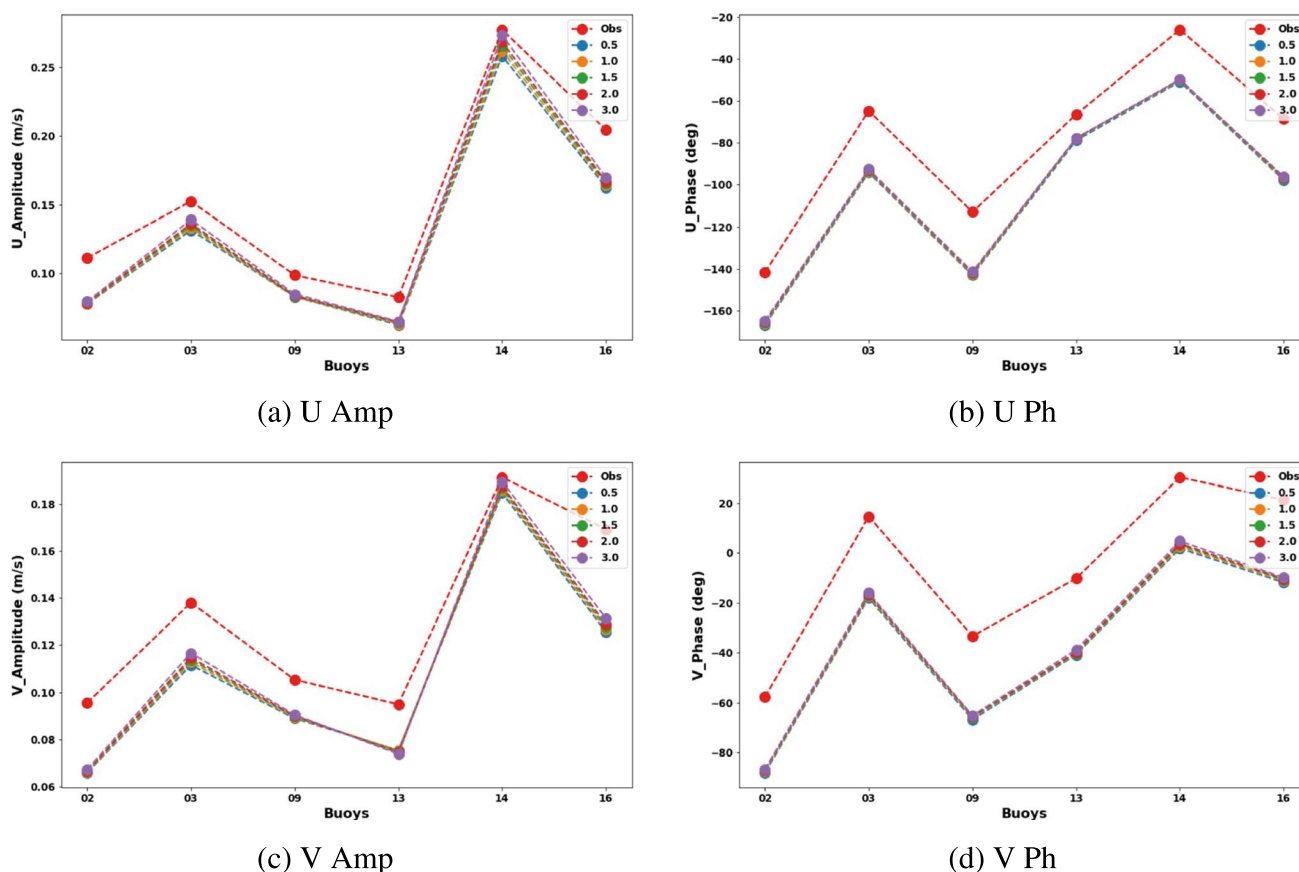 U_Amplitude (m/s)
0.25
0.20
0.15
0.10
Obs
0.5
1.0
1.5
2.0
3.0
02 03 09 13 14 16
Buoys
(a) U Amp
U_Phase (deg)
−20
−40
−60
−80
−100
−120
−140
−160
Obs
0.5
1.0
1.5
2.0
3.0
02 03 09 13 14 16
Buoys
(b) U Ph
V_Amplitude (m/s)
0.18
0.16
0.14
0.12
0.10
0.08
0.06
Obs
0.5
1.0
1.5
2.0
3.0
02 03 09 13 14 16
Buoys
(c) V Amp
V_Phase (deg)
20
0
−20
−40
−60
−80
Obs
0.5
1.0
1.5
2.0
3.0
02 03 09 13 14 16
Buoys
(d) V Ph